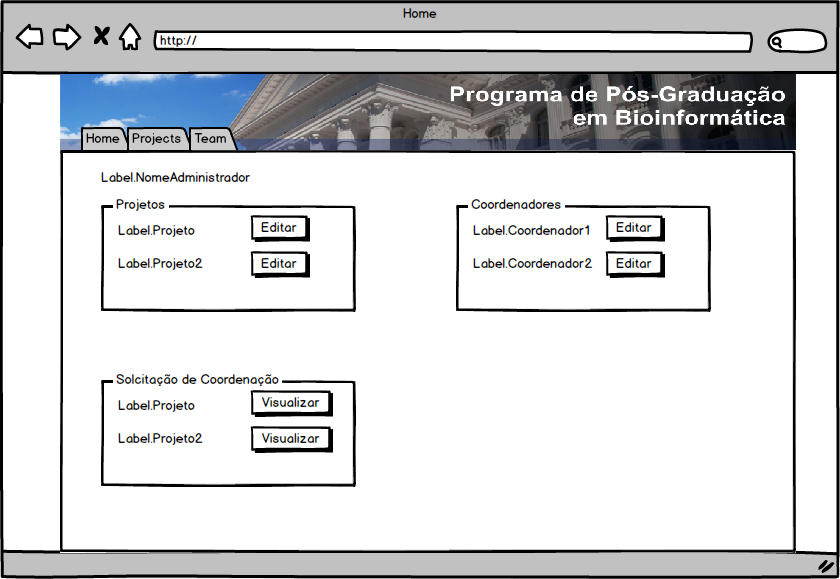 Home
http://
Programa de Pós-Graduação
em Bioinformática
Home Projects Team
Label.NomeAdministrador
Projetos
Label.Projeto Editar
Label.Projeto2 Editar
Coordenadores
Label.Coordenador1 Editar
Label.Coordenador2 Editar
Solcitação de Coordenação
Label.Projeto Visualizar
Label.Projeto2 Visualizar